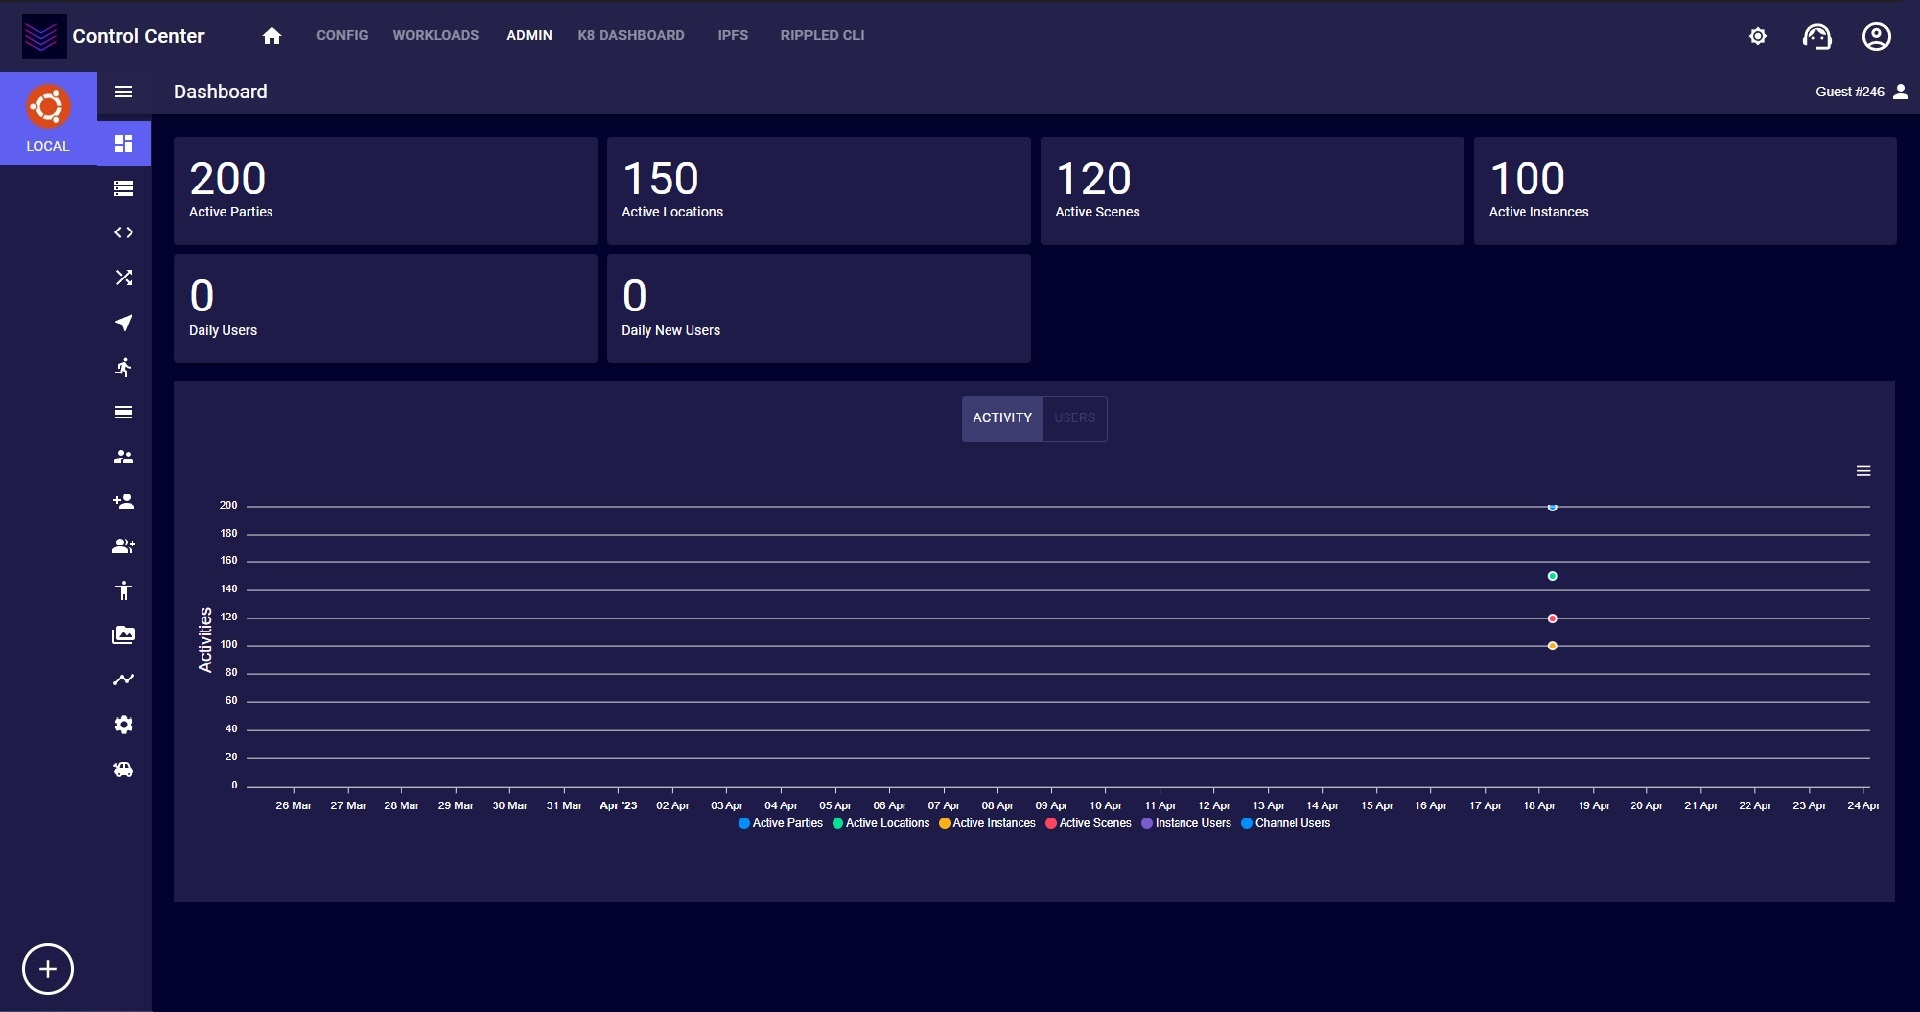 Control Center CONFIG WORKLOADS ADMIN K8 DASHBOARD IPFS RIPPLED CLI
LOCAL
Dashboard Guest #246
200
Active Parties
150
Active Locations
120
Active Scenes
100
Active Instances
0
Daily Users
0
Daily New Users
ACTIVITY USERS
Activities
200
180
160
140
120
100
80
60
40
20
0
26 Mar 27 Mar 28 Mar 29 Mar 30 Mar 31 Mar Apr '23 02 Apr 03 Apr 04 Apr 05 Apr 06 Apr 07 Apr 08 Apr 09 Apr 10 Apr 11 Apr 12 Apr 13 Apr 14 Apr 15 Apr 16 Apr 17 Apr 18 Apr 19 Apr 20 Apr 21 Apr 22 Apr 23 Apr 24 Apr
Active Parties Active Locations Active Instances Active Scenes Instance Users Channel Users